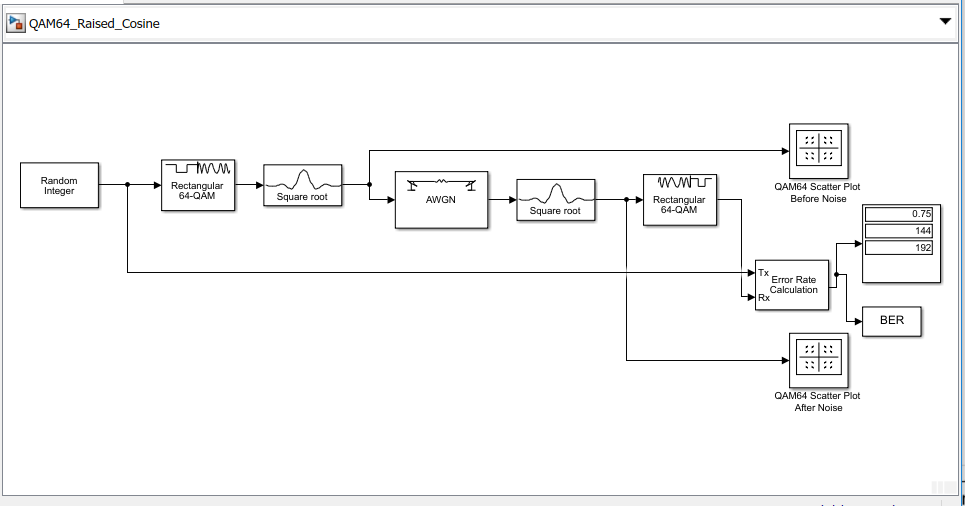 QAM64_Raised_Cosine
Random
Integer
Rectangular
64-QAM
Square root
AWGN
Square root
Rectangular
64-QAM
QAM64 Scatter Plot
Before Noise
0.75
144
192
Tx
Rx
Error Rate
Calculation
BER
QAM64 Scatter Plot
After Noise